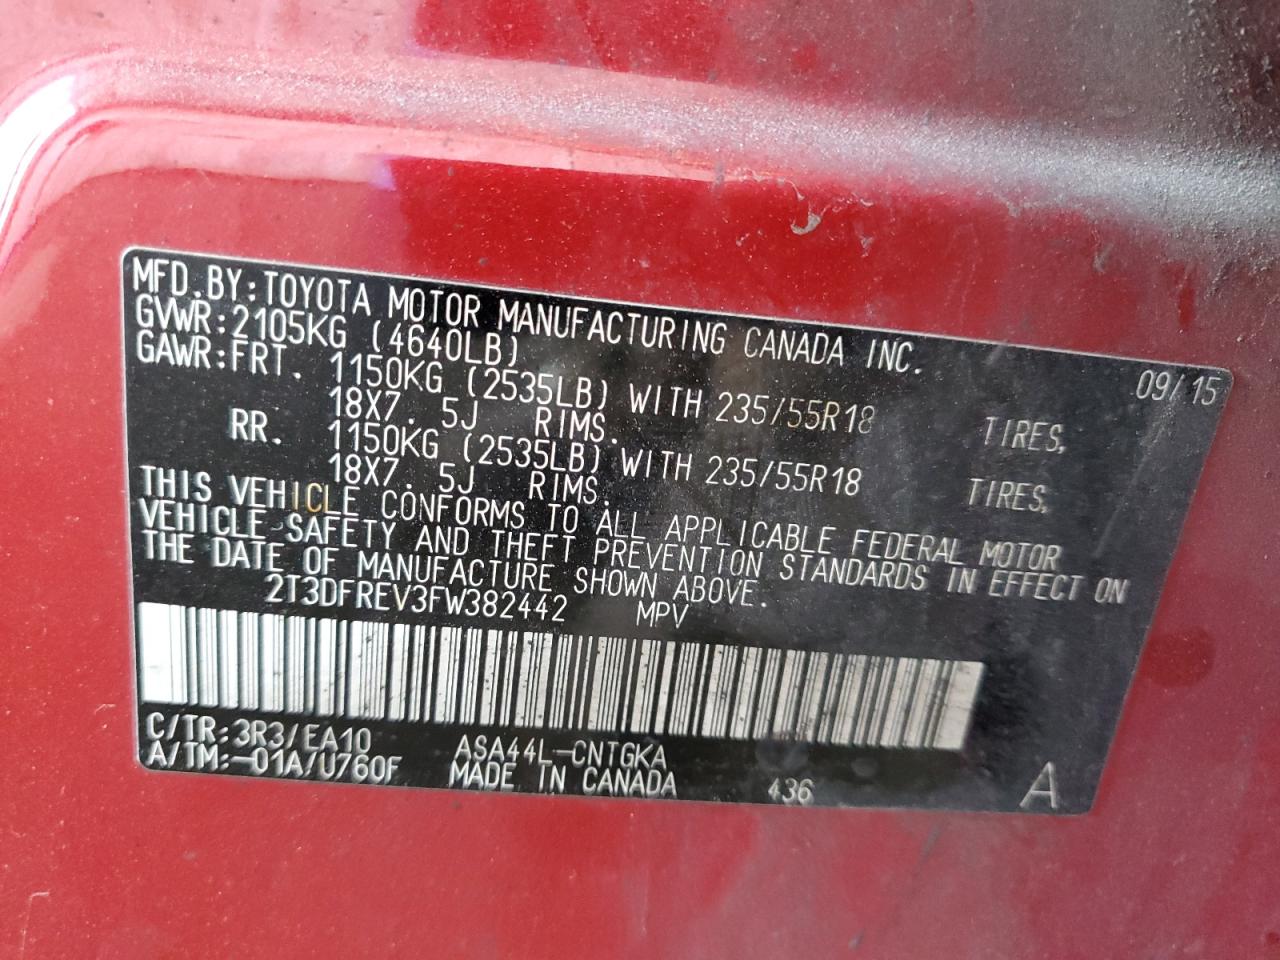 MFD.BY:TOYOTA MOTOR MANUFACTURING CANADA INC. 09/15
GVWR:2105KG (4640LB)
GAWR:FRT. 1150KG (2535LB) WITH 235/55R18 TIRES,
18X7.5J RIMS.
RR. 1150KG (2535LB) WITH 235/55R18 TIRES,
18X7.5J RIMS.
THIS VEHICLE CONFORMS TO ALL APPLICABLE FEDERAL MOTOR
VEHICLE SAFETY AND THEFT PREVENTION STANDARDS IN EFFECT ON
THE DATE OF MANUFACTURE SHOWN ABOVE.
2T3DFREV3FW382442 MPV
C/TR:3R3/EA10 ASA44L-CNTGKA
A/TM:-01A/U760F MADE IN CANADA 436 A